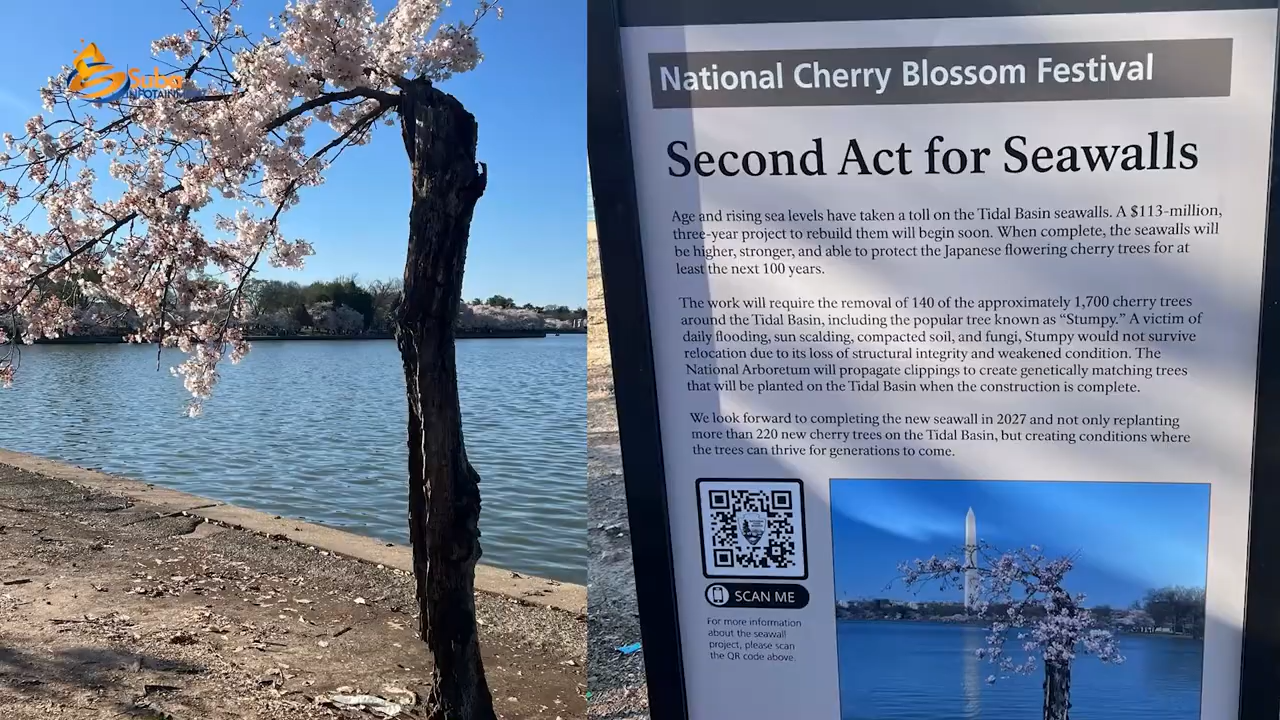 Suba
INFOTAINMENT
National Cherry Blossom Festival
Second Act for Seawalls
Age and rising sea levels have taken a toll on the Tidal Basin seawalls. A $113-million,
three-year project to rebuild them will begin soon. When complete, the seawalls will
be higher, stronger, and able to protect the Japanese flowering cherry trees for at
least the next 100 years.
The work will require the removal of 140 of the approximately 1,700 cherry trees
around the Tidal Basin, including the popular tree known as “Stumpy.” A victim of
daily flooding, sun scalding, compacted soil, and fungi, Stumpy would not survive
relocation due to its loss of structural integrity and weakened condition. The
National Arboretum will propagate clippings to create genetically matching trees
that will be planted on the Tidal Basin when the construction is complete.
We look forward to completing the new seawall in 2027 and not only replanting
more than 220 new cherry trees on the Tidal Basin, but creating conditions where
the trees can thrive for generations to come.
SCAN ME
For more information
about the seawall
project, please scan
the QR code above.